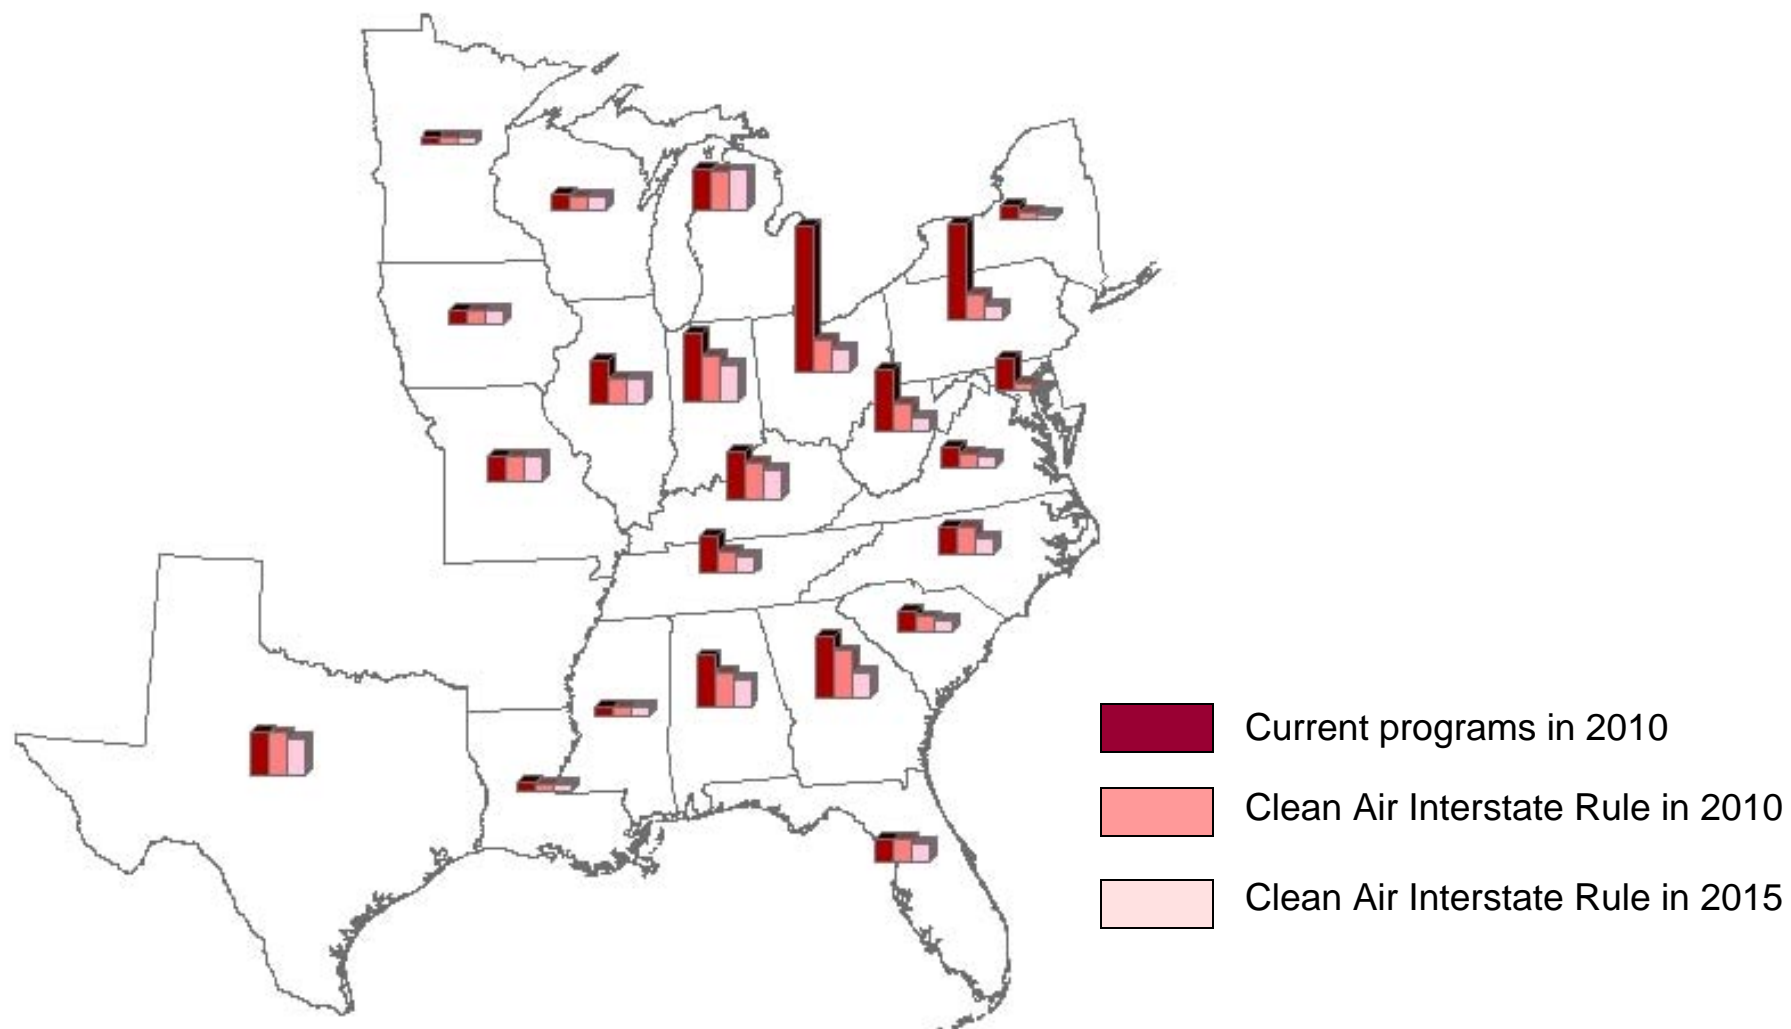 Current programs in 2010
Clean Air Interstate Rule in 2010
Clean Air Interstate Rule in 2015